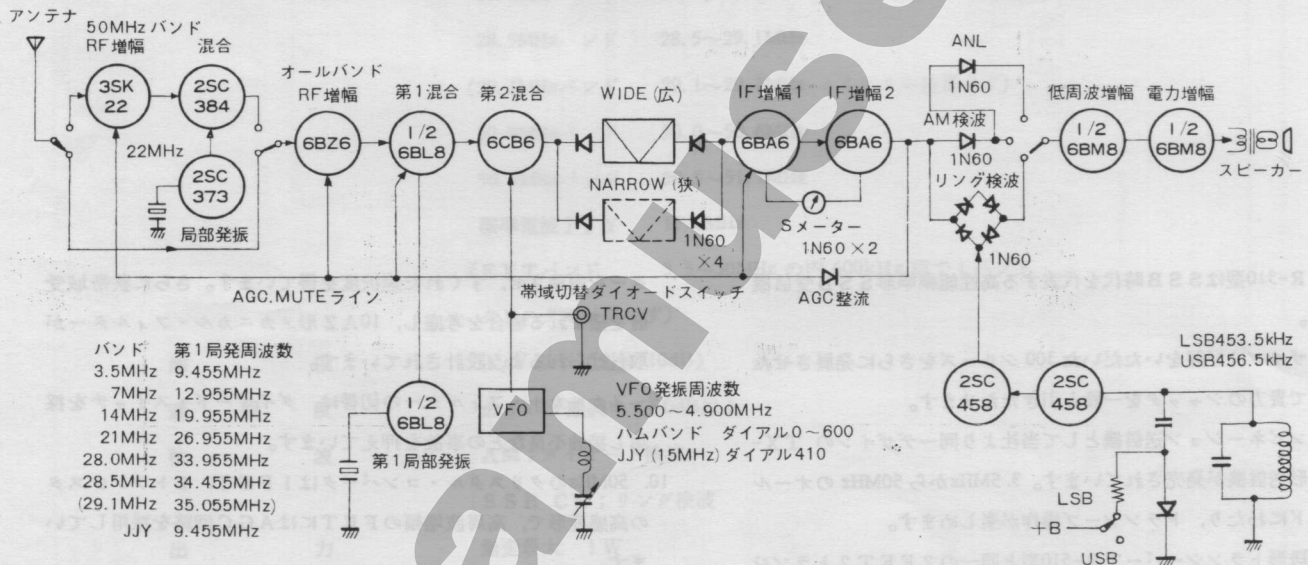 アンテナ
50MHzバンド
RF増幅 混合
3SK
22
2SC
384
22MHz
2SC
373
局部発振
オールバンド
RF増幅
6BZ6
第1混合
1/2
6BL8
第2混合
6CB6
WIDE(広)
NARROW(狭)
1N60
×4
帯域切替ダイオードスイッチ
IF増幅1
6BA6
IF増幅2
6BA6
Sメーター
1N60×2
AGC整流
ANL
1N60
AM検波
1N60
リング検波
1N60
低周波増幅
1/2
6BM8
電力増幅
1/2
6BM8
スピーカー
AGC.MUTEライン
TRCV
バンド 第1局発周波数
3.5MHz 9.455MHz
7MHz 12.955MHz
14MHz 19.955MHz
21MHz 26.955MHz
28.0MHz 33.955MHz
28.5MHz 34.455MHz
(29.1MHz 35.055MHz)
JJY 9.455MHz
1/2
6BL8
第1局部発振
VFO
VFO発振周波数
5.500〜4.900MHz
ハムバンド ダイアル0〜600
JJY(15MHz)ダイアル410
2SC
458
2SC
458
LSB453.5kHz
USB456.5kHz
LSB
+B
USB
amuse